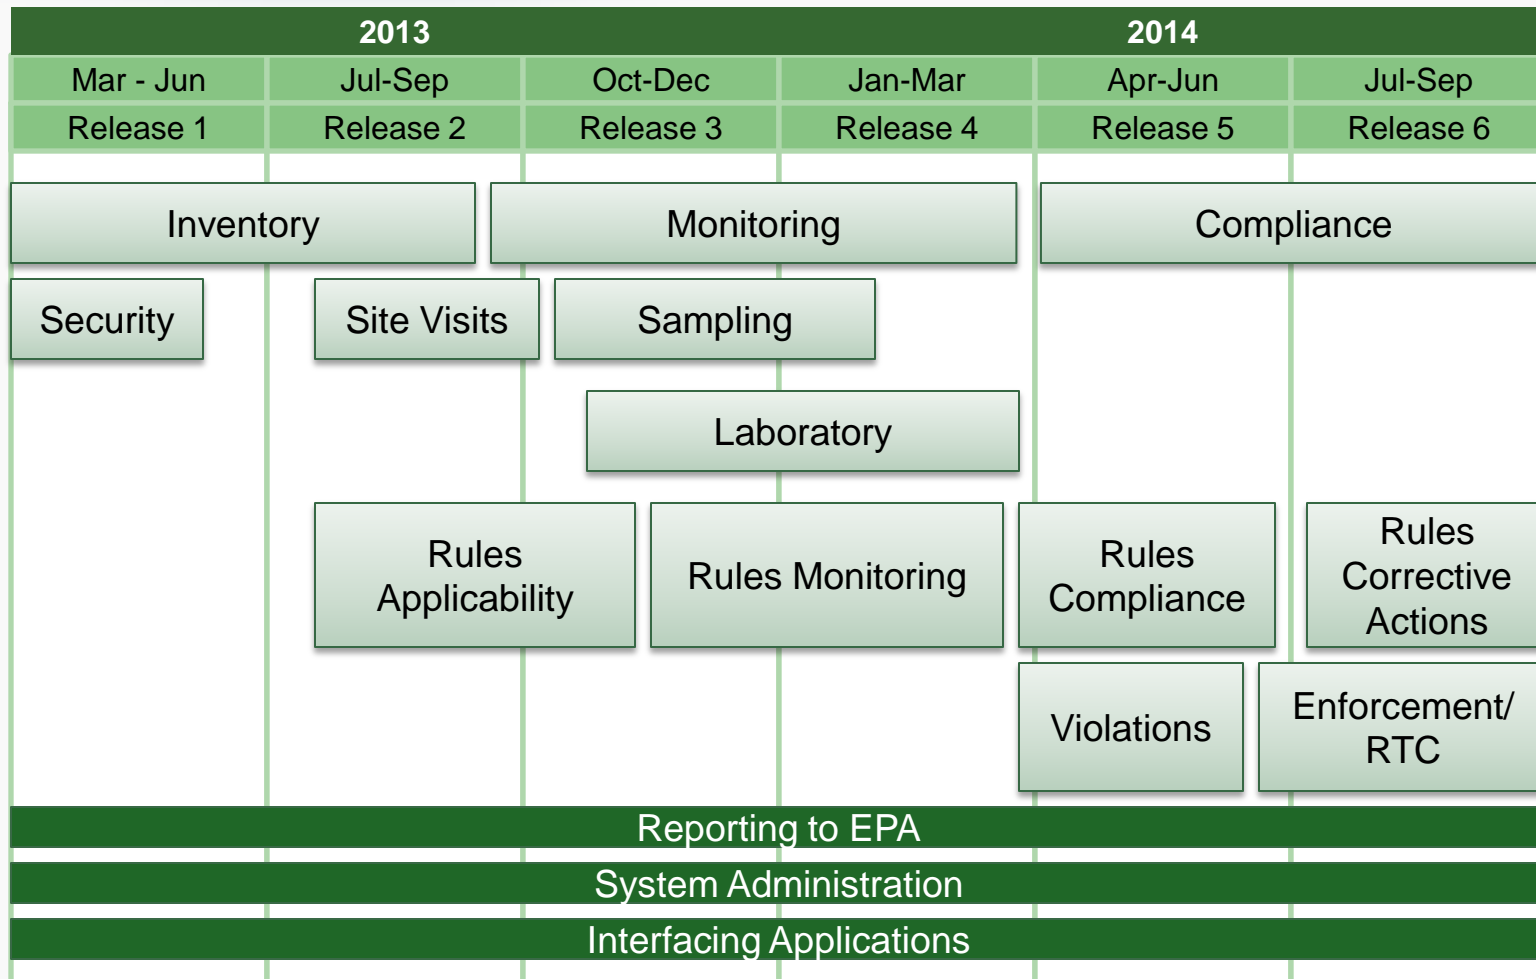 2013 2014
Mar - Jun Jul-Sep Oct-Dec Jan-Mar Apr-Jun Jul-Sep
Release 1 Release 2 Release 3 Release 4 Release 5 Release 6
Inventory Monitoring Compliance
Security Site Visits Sampling
Laboratory
Rules
Applicability
Rules Monitoring
Rules
Compliance
Rules
Corrective
Actions
Violations
Enforcement/
RTC
Reporting to EPA
System Administration
Interfacing Applications